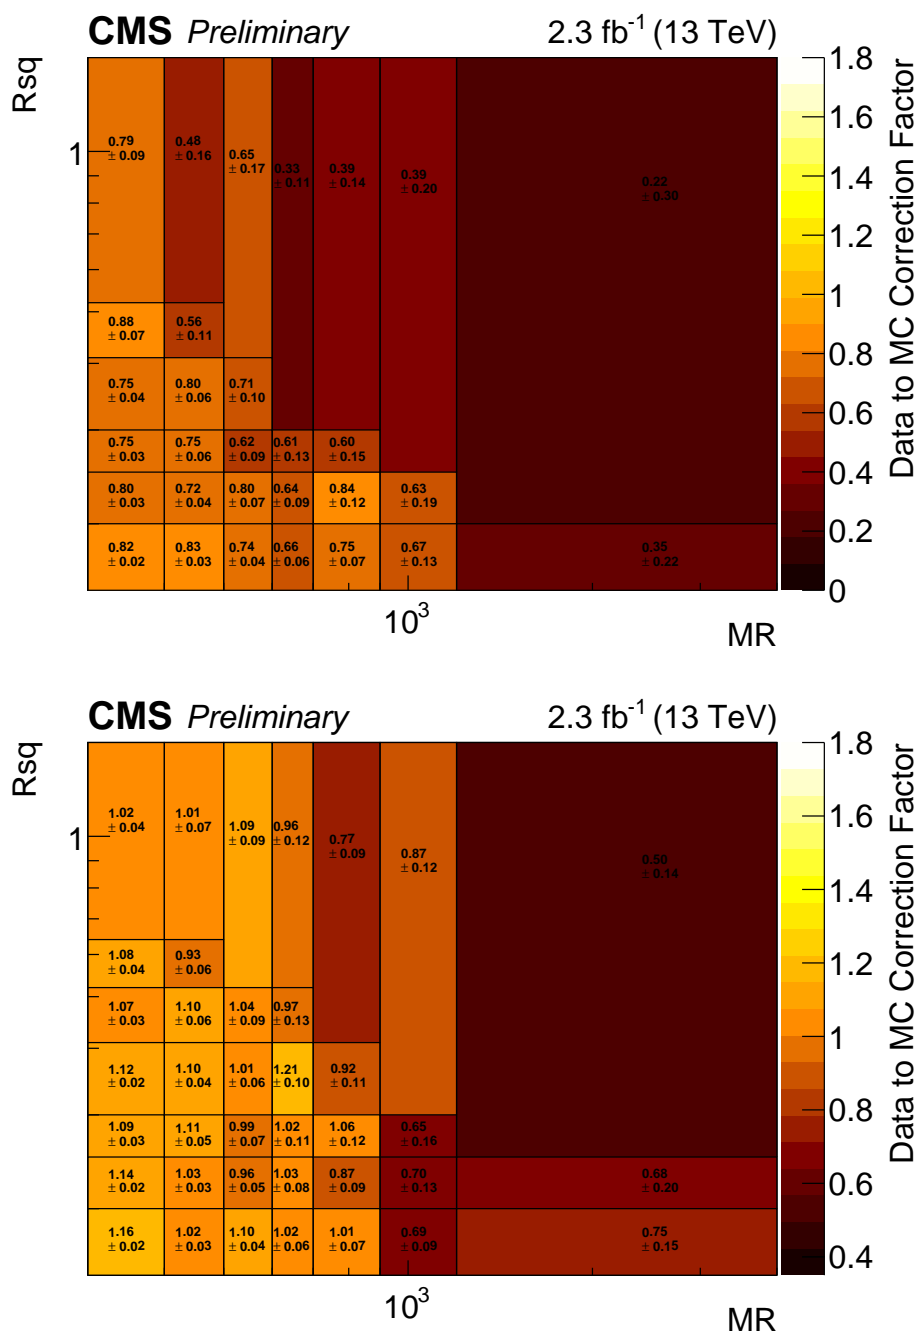 CMS Preliminary 2.3 fb⁻¹ (13 TeV)
Rsq
Data to MC Correction Factor
1.8
1.6
1.4
1.2
1
0.8
0.6
0.4
0.2
0
1
0.79 0.48 0.65 0.33 0.39 0.39 0.22
± 0.09 ± 0.16 ± 0.17 ± 0.11 ± 0.14 ± 0.20 ± 0.30
0.88 0.56
± 0.07 ± 0.11
0.75 0.80 0.71
± 0.04 ± 0.06 ± 0.10
0.75 0.75 0.62 0.61 0.60
± 0.03 ± 0.06 ± 0.09 ± 0.13 ± 0.15
0.80 0.72 0.80 0.64 0.84 0.63
± 0.03 ± 0.04 ± 0.07 ± 0.09 ± 0.12 ± 0.19
0.82 0.83 0.74 0.66 0.75 0.67 0.35
± 0.02 ± 0.03 ± 0.04 ± 0.06 ± 0.07 ± 0.13 ± 0.22
10³
MR
CMS Preliminary 2.3 fb⁻¹ (13 TeV)
Rsq
Data to MC Correction Factor
1.8
1.6
1.4
1.2
1
0.8
0.6
0.4
1
1.02 1.01 1.09 0.96 0.77 0.87 0.50
± 0.04 ± 0.07 ± 0.09 ± 0.12 ± 0.09 ± 0.12 ± 0.14
1.08 0.93
± 0.04 ± 0.06
1.07 1.10 1.04 0.97
± 0.03 ± 0.06 ± 0.09 ± 0.13
1.12 1.10 1.01 1.21 0.92
± 0.02 ± 0.04 ± 0.06 ± 0.10 ± 0.11
1.09 1.11 0.99 1.02 1.06 0.65
± 0.03 ± 0.05 ± 0.07 ± 0.11 ± 0.12 ± 0.16
1.14 1.03 0.96 1.03 0.87 0.70 0.68
± 0.02 ± 0.03 ± 0.05 ± 0.08 ± 0.09 ± 0.13 ± 0.20
1.16 1.02 1.10 1.02 1.01 0.69 0.75
± 0.02 ± 0.03 ± 0.04 ± 0.06 ± 0.07 ± 0.09 ± 0.15
10³
MR